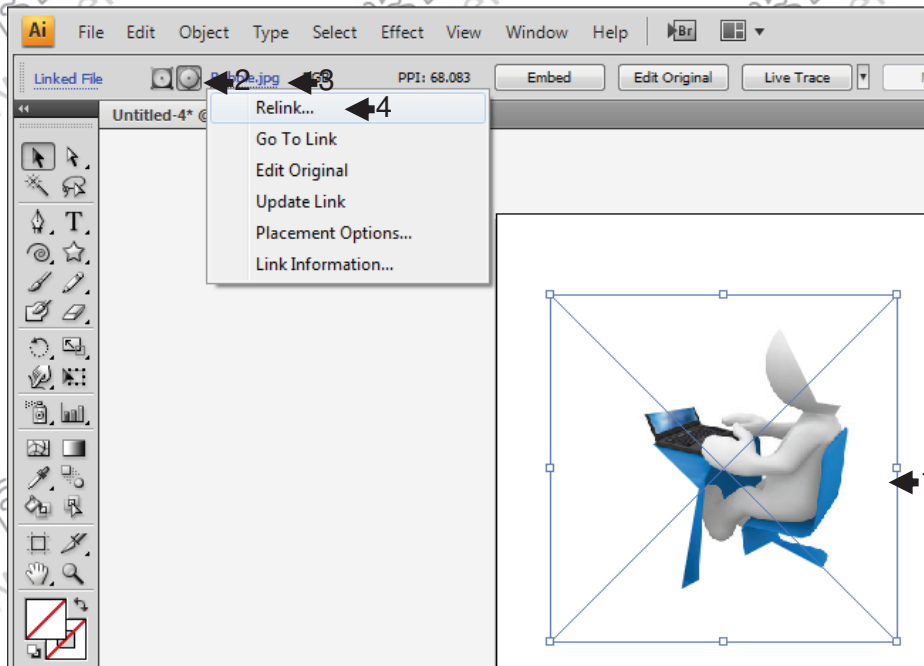 Ai File Edit Object Type Select Effect View Window Help Br
Linked File 2 3 PPI: 68.083 Embed Edit Original Live Trace
Untitled-4*
Relink... 4
Go To Link
Edit Original
Update Link
Placement Options...
Link Information...
T